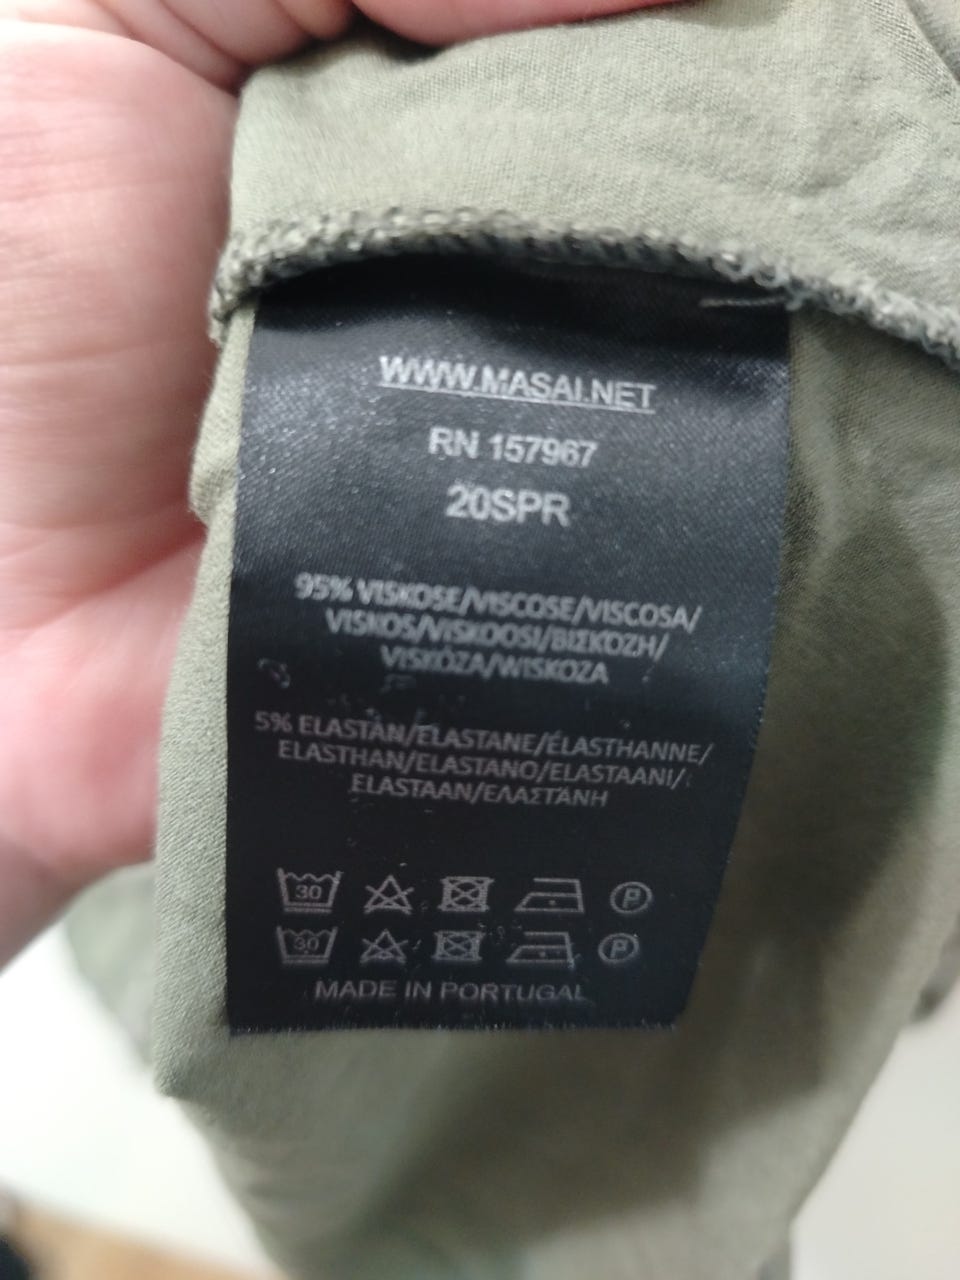 WWW.MASAI.NET
RN 157967
20SPR
95% VISKOSE/VISCOSE/VISCOSA/
VISKOS/VISKOOSI/ΒΙΣΚΟΖΗ/
VISKÓZA/WISKOZA
5% ELASTAN/ELASTANE/ÉLASTHANNE/
ELASTHAN/ELASTANO/ELASTAANI/
ELASTAAN/ΕΛΑΣΤΑΝΗ
30 P
30 P
MADE IN PORTUGAL